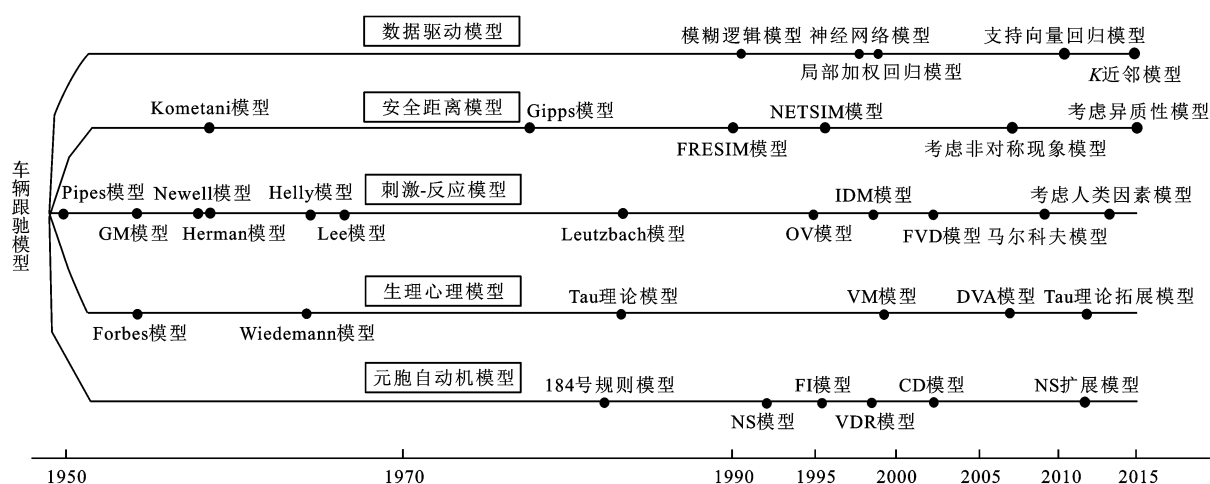 数据驱动模型
模糊逻辑模型
神经网络模型
支持向量回归模型
局部加权回归模型
K近邻模型
Kometani模型
安全距离模型
Gipps模型
NETSIM模型
考虑异质性模型
FRESIM模型
考虑非对称现象模型
车辆跟驰模型
Pipes模型
Newell模型
Helly模型
刺激-反应模型
IDM模型
考虑人类因素模型
GM模型
Herman模型
Lee模型
Leutzbach模型
OV模型
FVD模型
马尔科夫模型
生理心理模型
Tau理论模型
VM模型
DVA模型
Tau理论拓展模型
Forbes模型
Wiedemann模型
元胞自动机模型
184号规则模型
FI模型
CD模型
NS扩展模型
NS模型
VDR模型
1950
1970
1990
1995
2000
2005
2010
2015